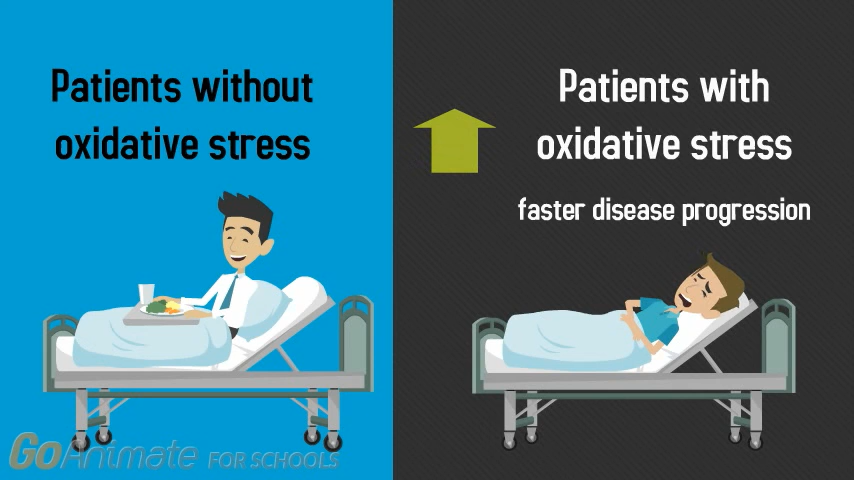 Patients without
oxidative stress
Patients with
oxidative stress
faster disease progression
GoAnimate FOR SCHOOLS